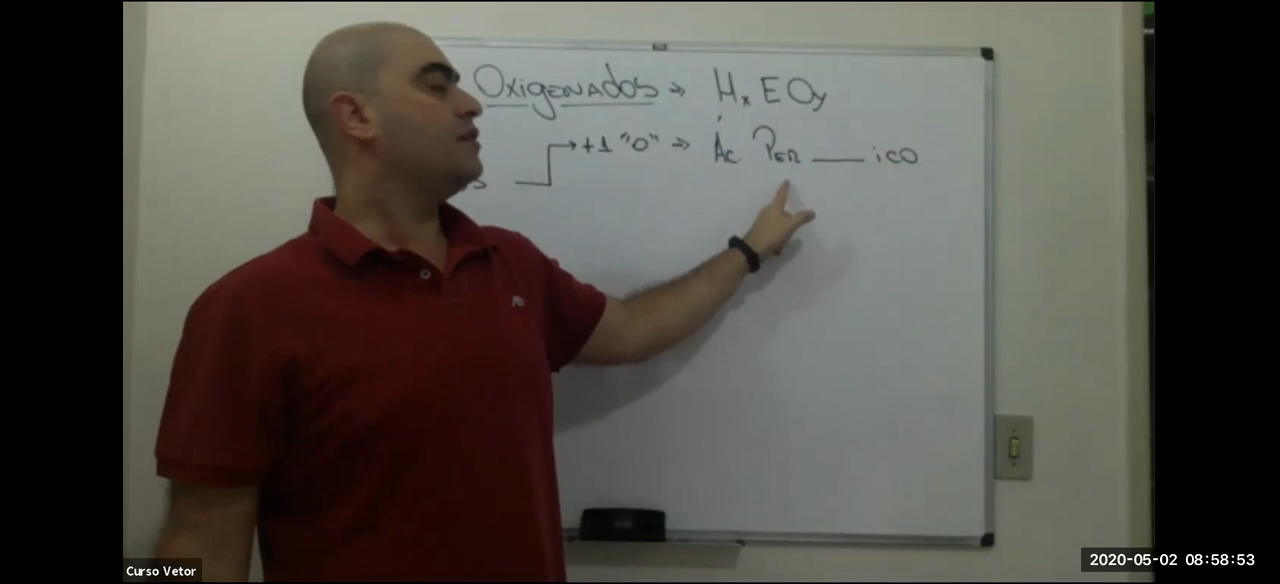 Oxigenados → HxEOy
+1 "O" ⇒ Ác. PER ___ ico
Curso Vetor
2020-05-02 08:58:53